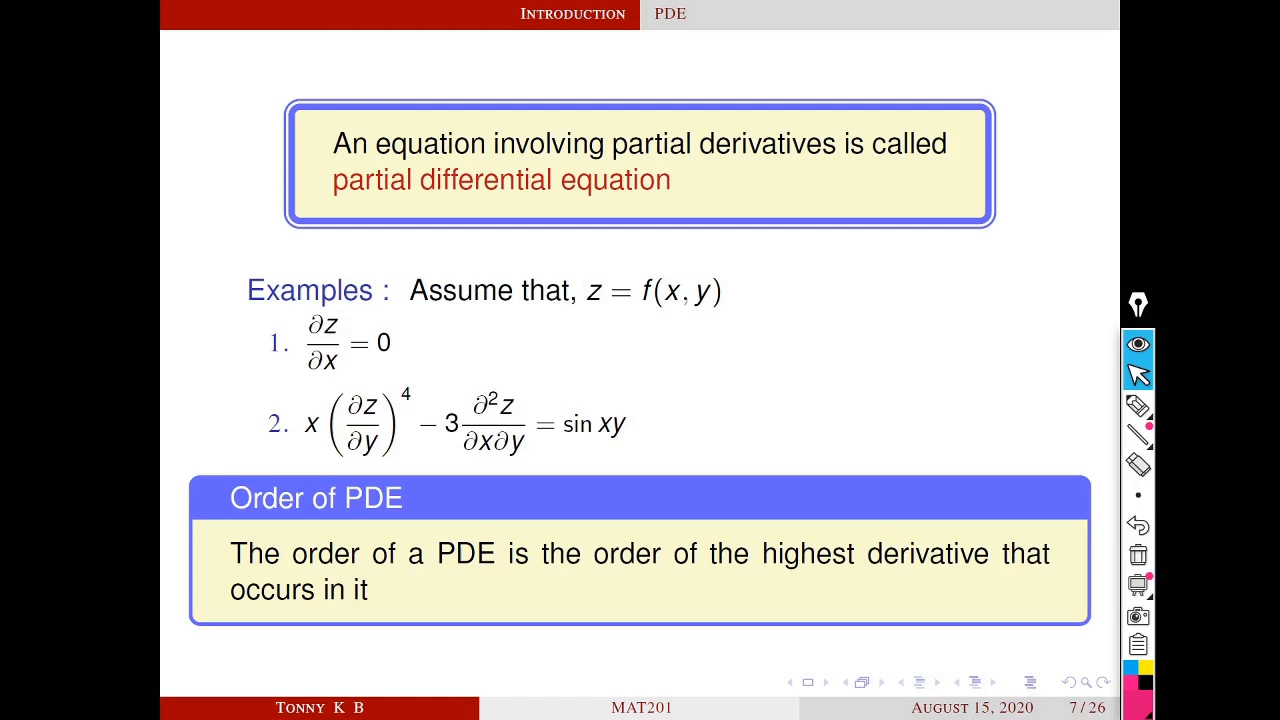 INTRODUCTION PDE
An equation involving partial derivatives is called
partial differential equation
Examples : Assume that, z = f(x, y)
1. ∂z/∂x = 0
2. x (∂z/∂y)⁴ − 3 ∂²z/∂x∂y = sin xy
Order of PDE
The order of a PDE is the order of the highest derivative that
occurs in it
TONNY K B MAT201 AUGUST 15, 2020 7 / 26